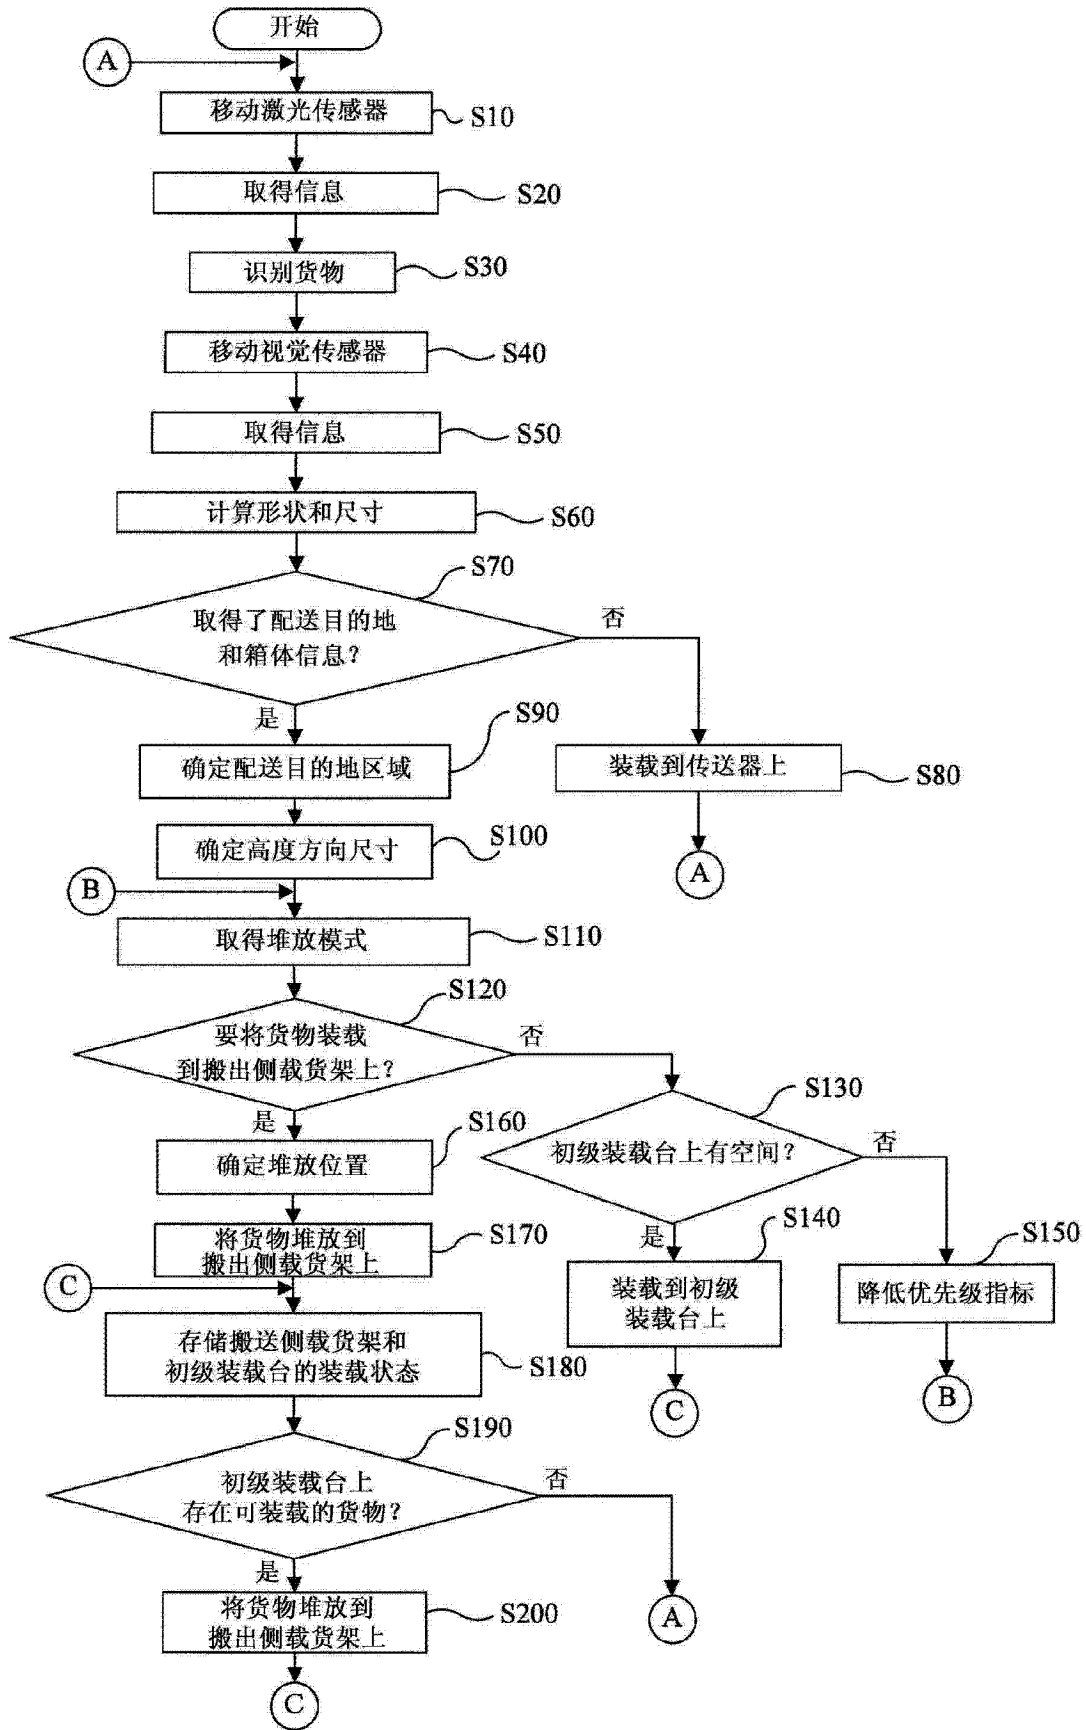 开始
A
移动激光传感器
S10
取得信息
S20
识别货物
S30
移动视觉传感器
S40
取得信息
S50
计算形状和尺寸
S60
S70
取得了配送目的地
和箱体信息？
否
是
S90
确定配送目的地区域
装载到传送器上
S80
S100
确定高度方向尺寸
A
B
取得堆放模式
S110
S120
要将货物装载
到搬出侧载货架上？
否
是
S130
初级装载台上有空间？
否
S160
确定堆放位置
S170
将货物堆放到
搬出侧载货架上
是
S140
S150
C
装载到初级
装载台上
降低优先级指标
存储搬送侧载货架和
初级装载台的装载状态
S180
C
B
S190
初级装载台上
存在可装载的货物？
否
是
将货物堆放到
搬出侧载货架上
S200
A
C